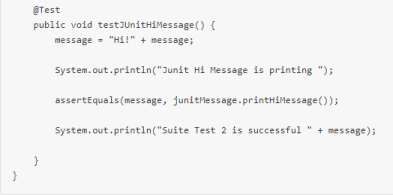 @Test
public void testJUnitHiMessage() {
message = "Hi!" + message;
System.out.println("Junit Hi Message is printing ");
assertEquals(message, junitMessage.printHiMessage());
System.out.println("Suite Test 2 is successful " + message);
}
}